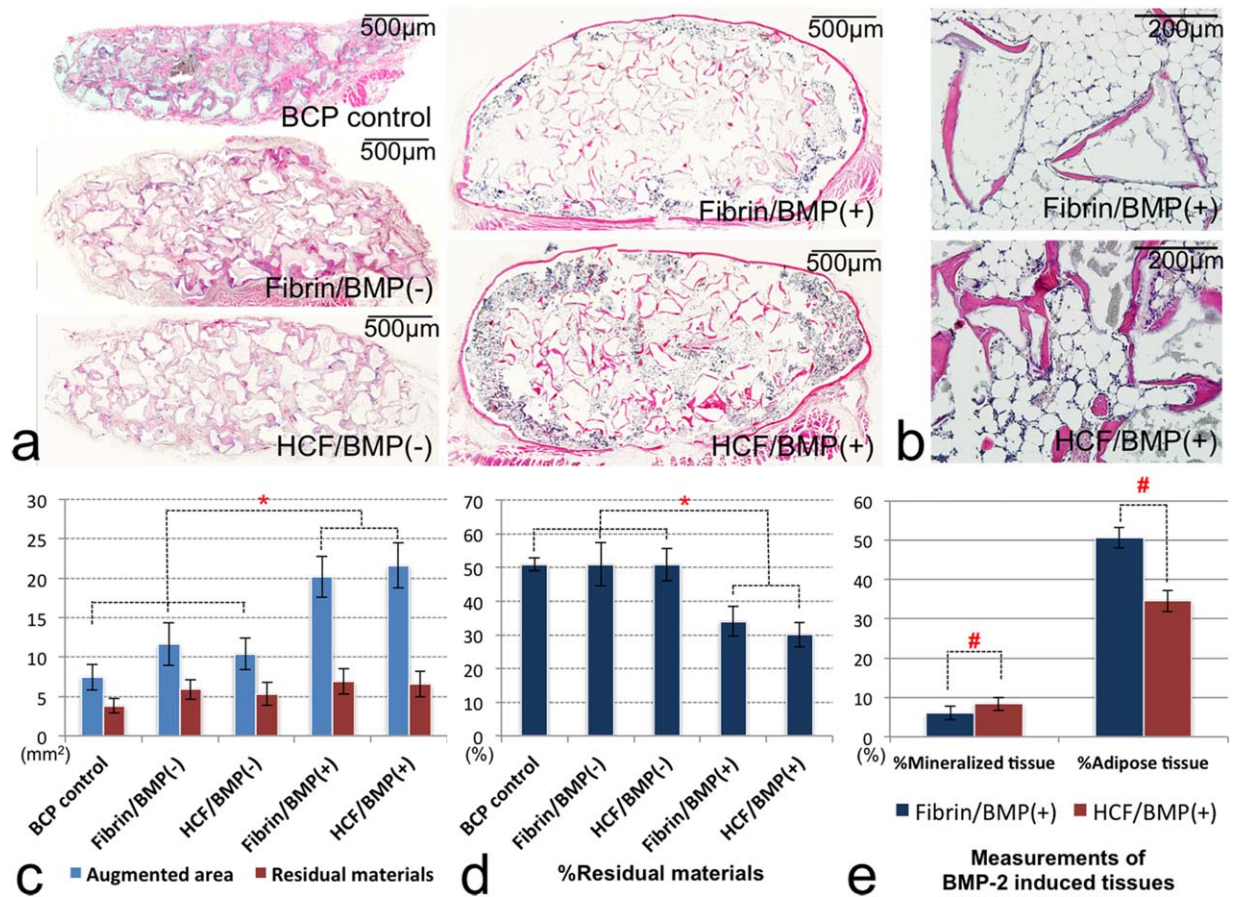 500µm
BCP control
500µm
Fibrin/BMP(-)
500µm
HCF/BMP(-)
a
500µm
Fibrin/BMP(+)
500µm
HCF/BMP(+)
200µm
Fibrin/BMP(+)
200µm
HCF/BMP(+)
b
30
25
20
15
10
5
0
(mm²)
*
BCP control
Fibrin/BMP(-)
HCF/BMP(-)
Fibrin/BMP(+)
HCF/BMP(+)
c
Augmented area
Residual materials
70
60
50
40
30
20
10
0
(%)
*
BCP control
Fibrin/BMP(-)
HCF/BMP(-)
Fibrin/BMP(+)
HCF/BMP(+)
d
%Residual materials
60
50
40
30
20
10
0
(%)
#
#
%Mineralized tissue
%Adipose tissue
Fibrin/BMP(+)
HCF/BMP(+)
e
Measurements of
BMP-2 induced tissues